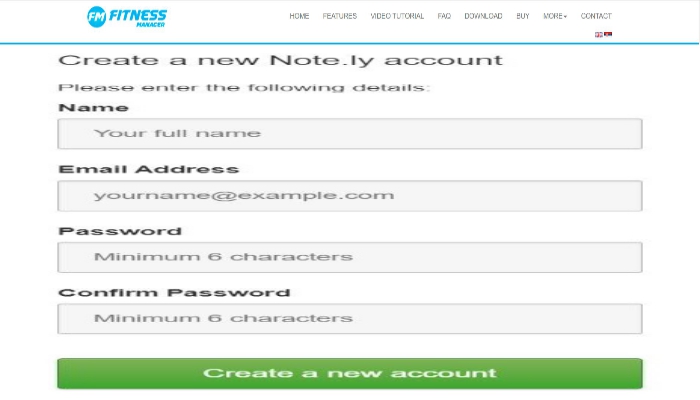 FM FITNESS
MANAGER
HOME FEATURES VIDEO TUTORIAL FAQ DOWNLOAD BUY MORE CONTACT
Create a new Note.ly account
Please enter the following details:
Name
Your full name
Email Address
yourname@example.com
Password
Minimum 6 characters
Confirm Password
Minimum 6 characters
Create a new account